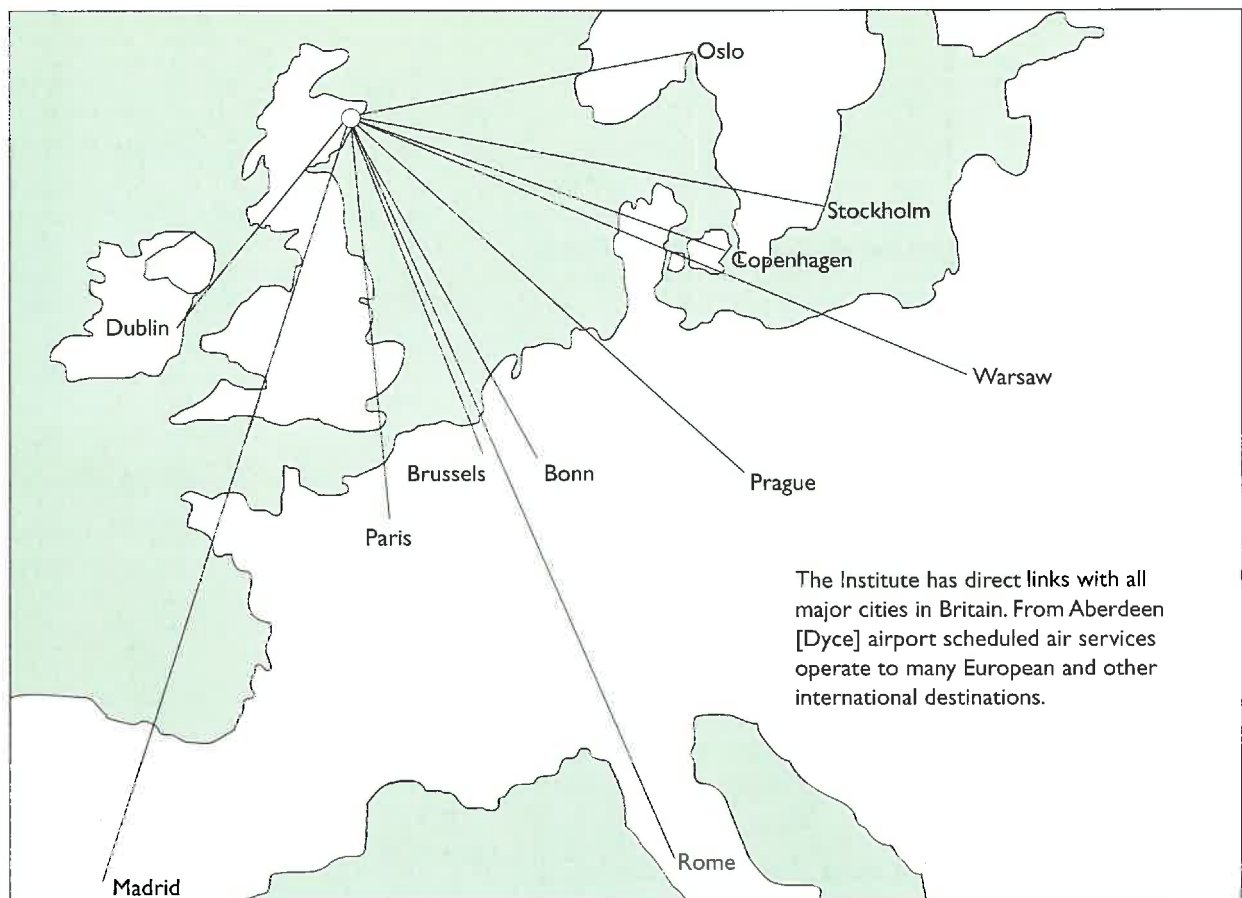 Oslo
Stockholm
Copenhagen
Dublin
Warsaw
Brussels
Bonn
Prague
Paris
The Institute has direct links with all
major cities in Britain. From Aberdeen
[Dyce] airport scheduled air services
operate to many European and other
international destinations.
Rome
Madrid